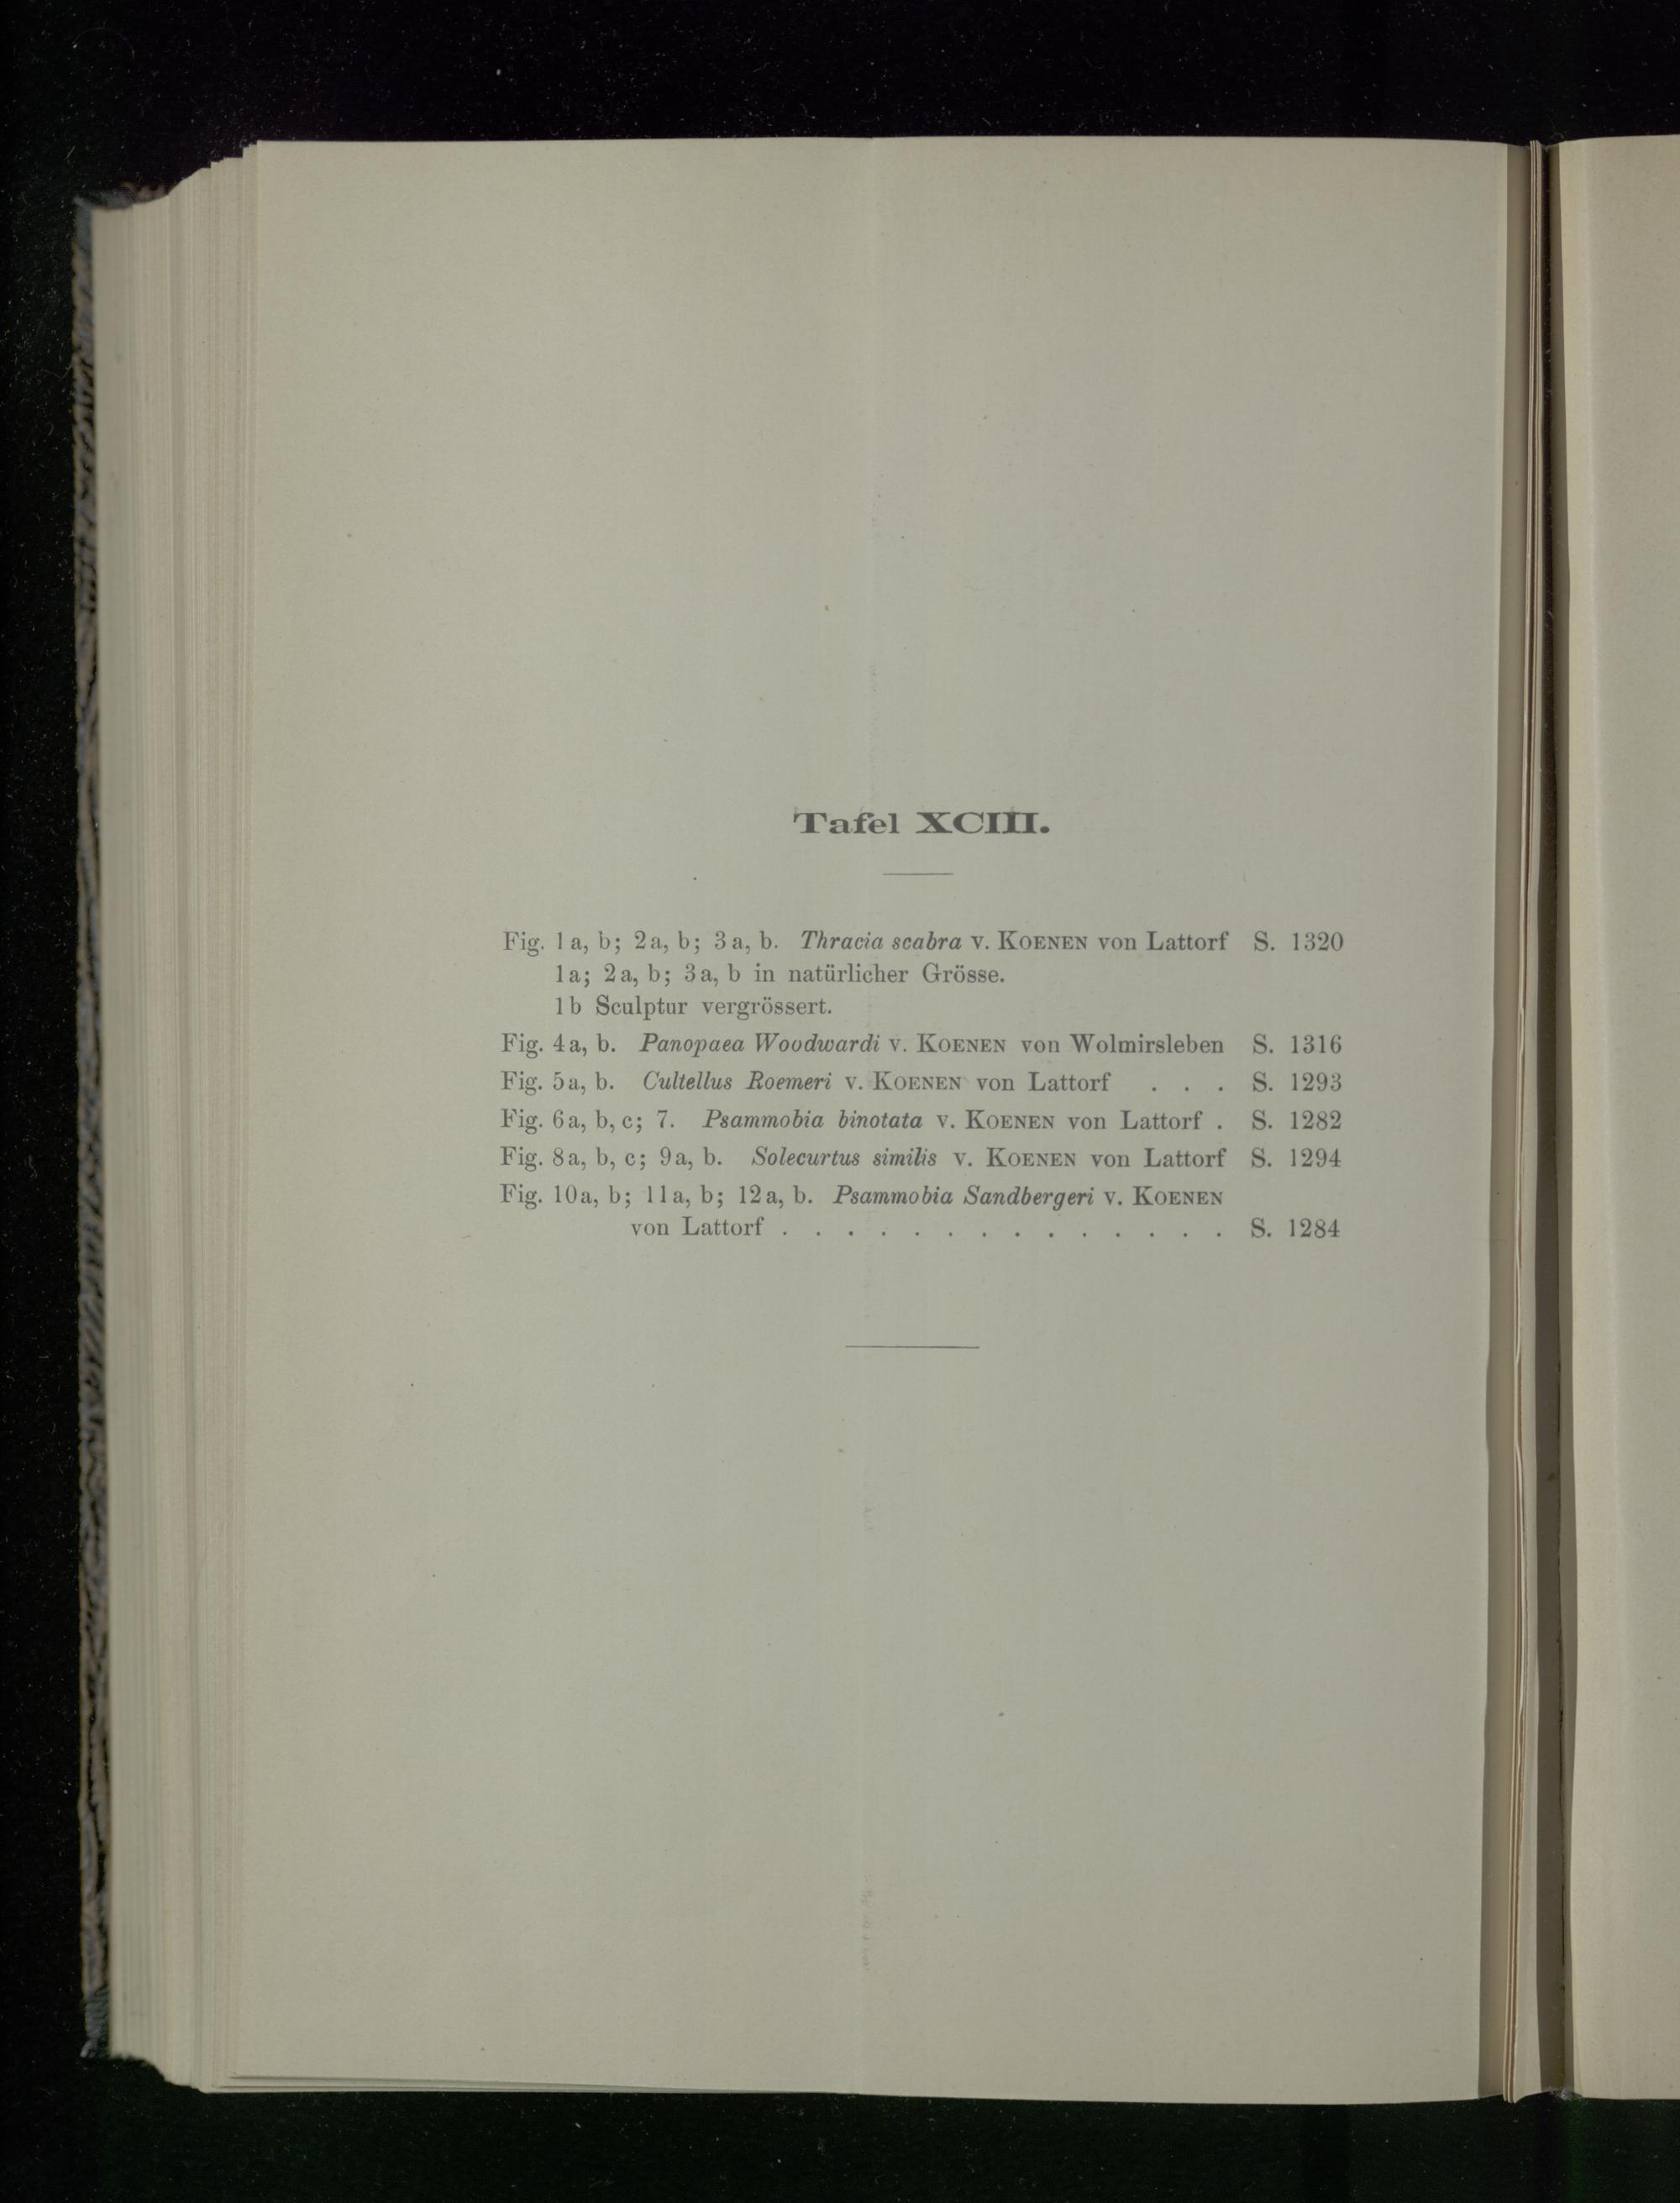 Tafel XCIII.
Fig. 1a, b; 2a, b; 3a, b. Thracia scabra v. Koenen von Lattorf S. 1320
1a; 2a, b; 3a, b in natürlicher Grösse.
1b Sculptur vergrössert.
Fig. 4a, b. Panopaea Woodwardi v. Koenen von Wolmirsleben S. 1316
Fig. 5a, b. Cultellus Roemeri v. Koenen von Lattorf . . . S. 1293
Fig. 6a, b, c; 7. Psammobia binotata v. Koenen von Lattorf . S. 1282
Fig. 8a, b, c; 9a, b. Solecurtus similis v. Koenen von Lattorf S. 1294
Fig. 10a, b; 11a, b; 12a, b. Psammobia Sandbergeri v. Koenen
von Lattorf . . . . . . . . . . . . . . S. 1284